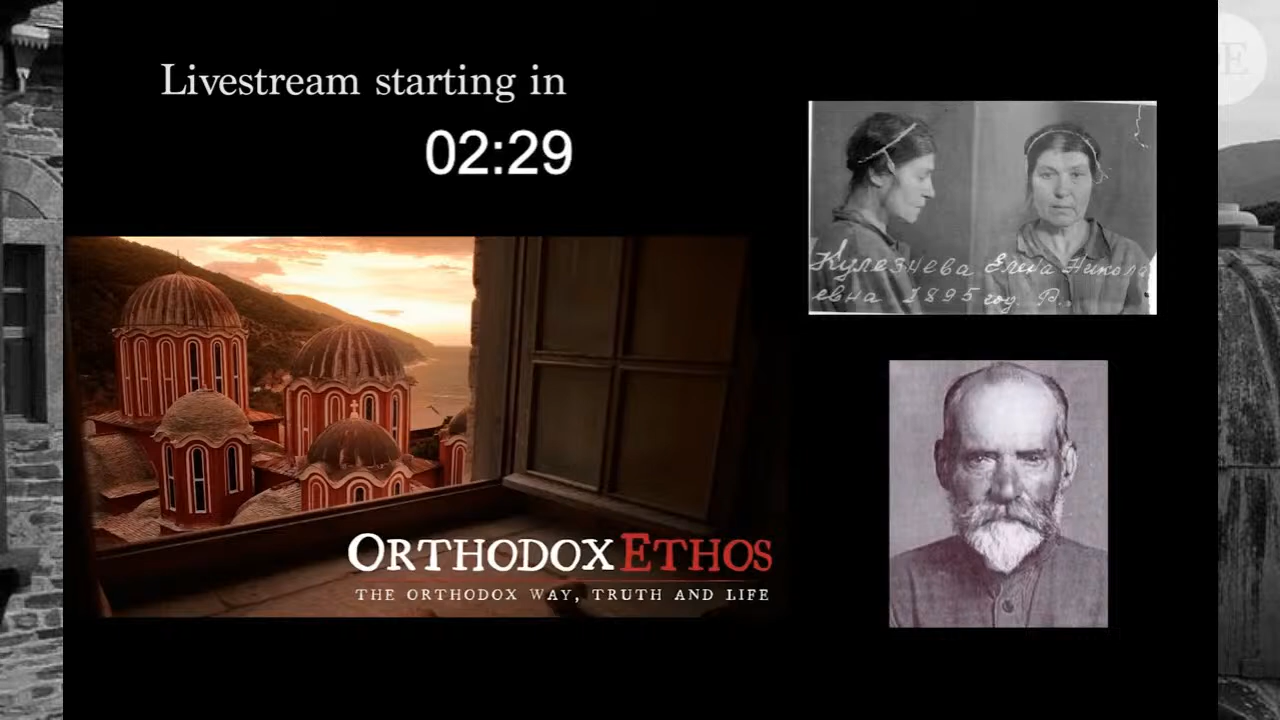 Livestream starting in
02:29
Кулезнева Елена Никола
евна 1895 год. Р.
ORTHODOX ETHOS
THE ORTHODOX WAY, TRUTH AND LIFE